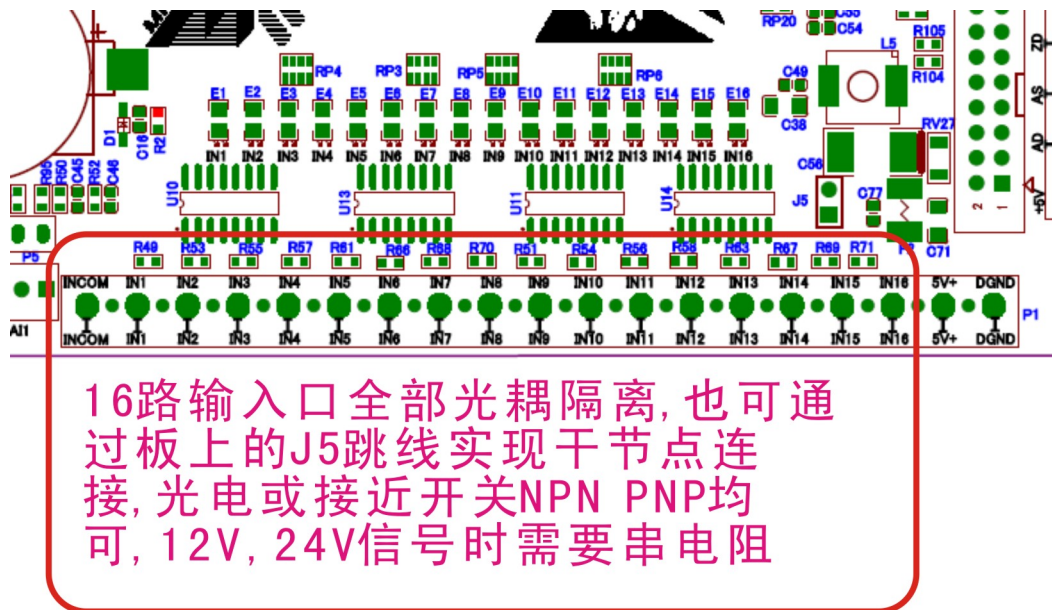 RP20
C55
C54
R105
L5
R104
ZD
RP4
RP3
RP5
RP6
C49
AS
E1 E2 E3 E4 E5 E6 E7 E8 E9 E10 E11 E12 E13 E14 E15 E16
D1
C16
R2
C38
RV27
AD
IN1 IN2 IN3 IN4 IN5 IN6 IN7 IN8 IN9 IN10 IN11 IN12 IN13 IN14 IN15 IN16
R95
R50
C45
R52
C46
U10
U13
U11
U14
C56
J5
C77
2
1
+5V
P5
R49 R53 R55 R57 R61 R66 R68 R70 R51 R54 R56 R58 R63 R67 R69 R71
C71
INCOM IN1 IN2 IN3 IN4 IN5 IN6 IN7 IN8 IN9 IN10 IN11 IN12 IN13 IN14 IN15 IN16 5V+ DGND
P1
AI1
INCOM IN1 IN2 IN3 IN4 IN5 IN6 IN7 IN8 IN9 IN10 IN11 IN12 IN13 IN14 IN15 IN16 5V+ DGND
16路输入口全部光耦隔离,也可通
过板上的J5跳线实现干节点连
接,光电或接近开关NPN PNP均
可,12V,24V信号时需要串电阻